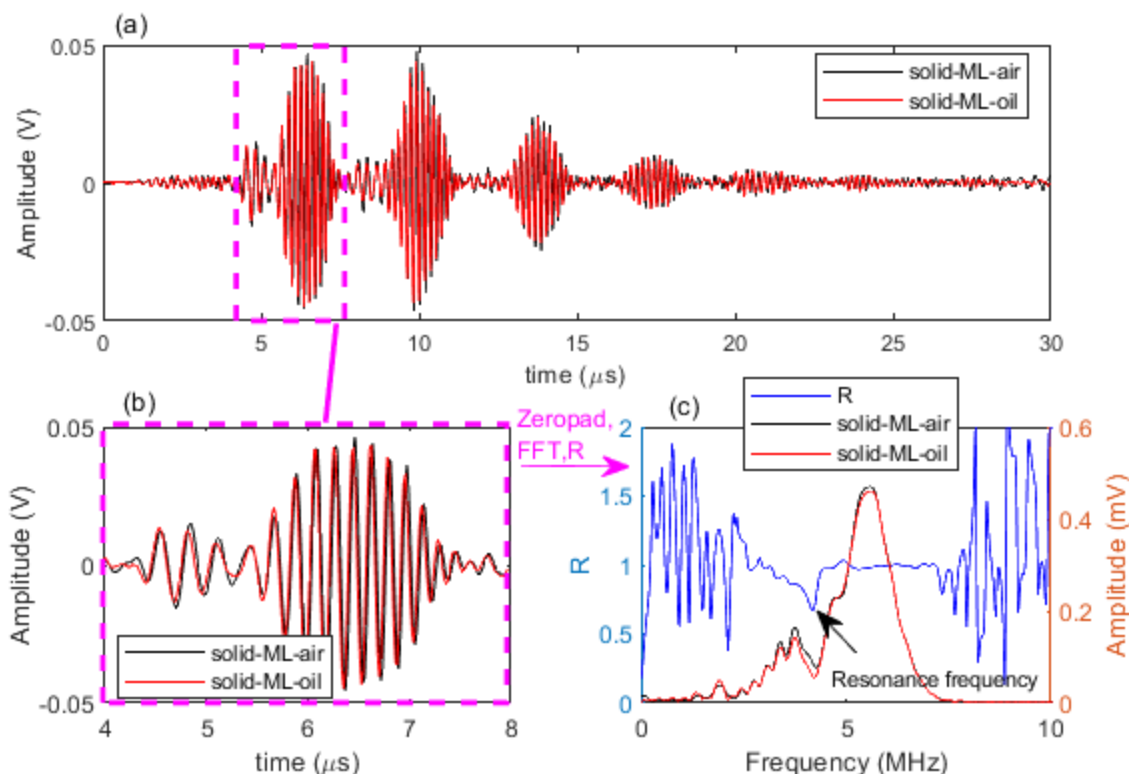 (a)
0.05
0
-0.05
Amplitude (V)
solid-ML-air
solid-ML-oil
0 5 10 15 20 25 30
time (μs)
(b)
0.05
0
-0.05
Amplitude (V)
solid-ML-air
solid-ML-oil
4 5 6 7 8
time (μs)
Zeropad,
FFT,R
(c)
R
solid-ML-air
solid-ML-oil
2
1.5
1
0.5
0
R
0.6
0.4
0.2
0
Amplitude (mV)
Resonance frequency
0 5 10
Frequency (MHz)